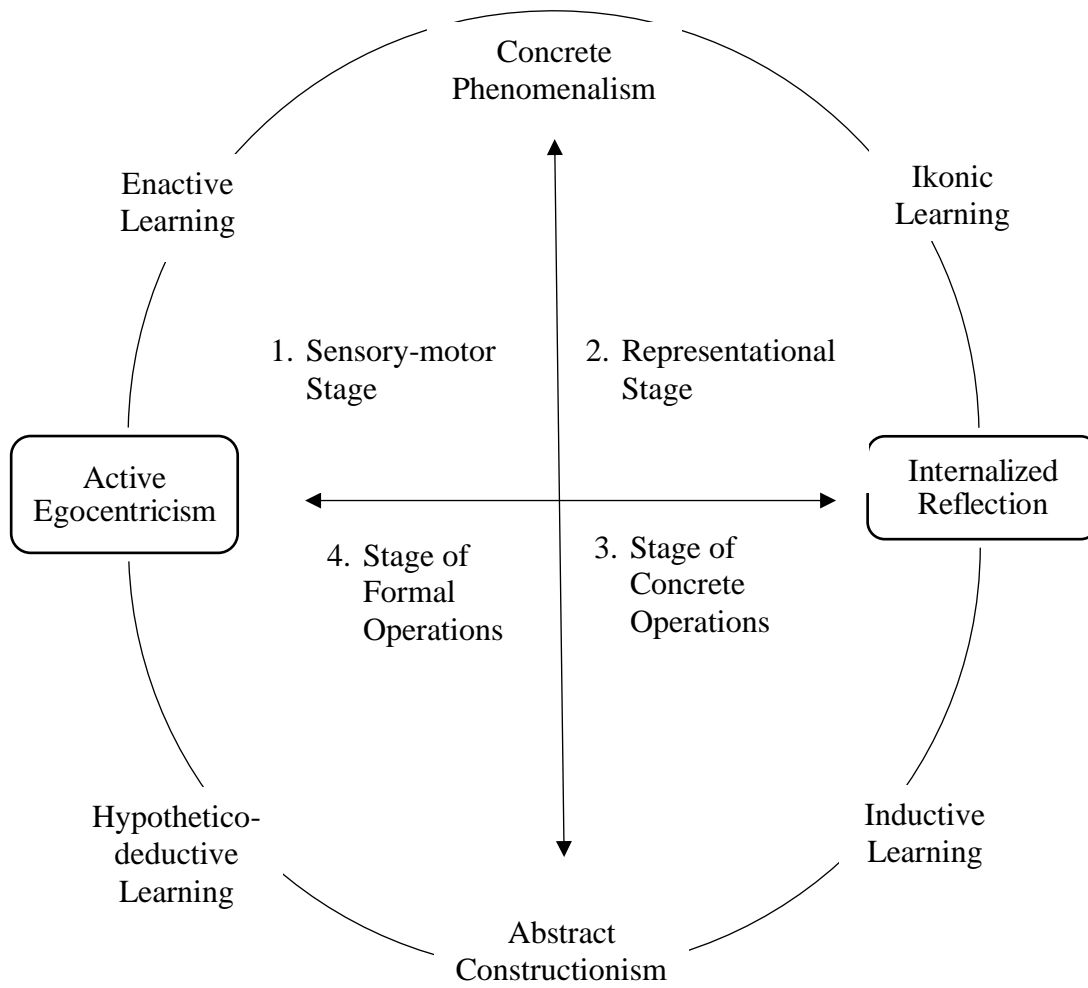 Concrete
Phenomenalism
Enactive
Learning
Ikonic
Learning
1. Sensory-motor
Stage
2. Representational
Stage
Active
Egocentricism
Internalized
Reflection
4. Stage of
Formal
Operations
3. Stage of
Concrete
Operations
Hypothetico-
deductive
Learning
Inductive
Learning
Abstract
Constructionism